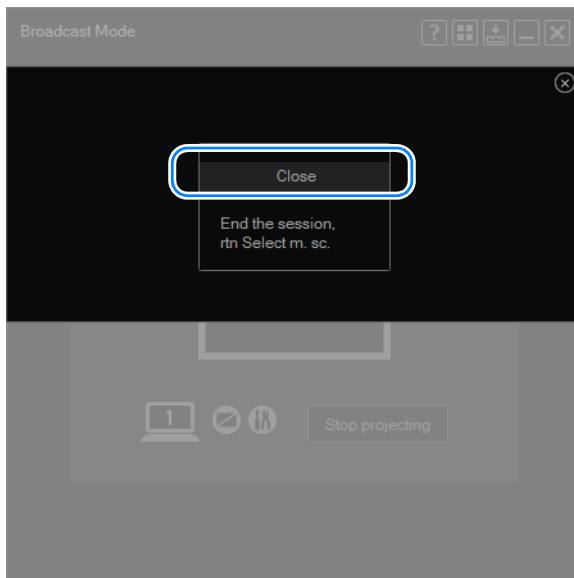 Broadcast Mode
?
Close
End the session,
rtn Select m. sc.
1
Stop projecting